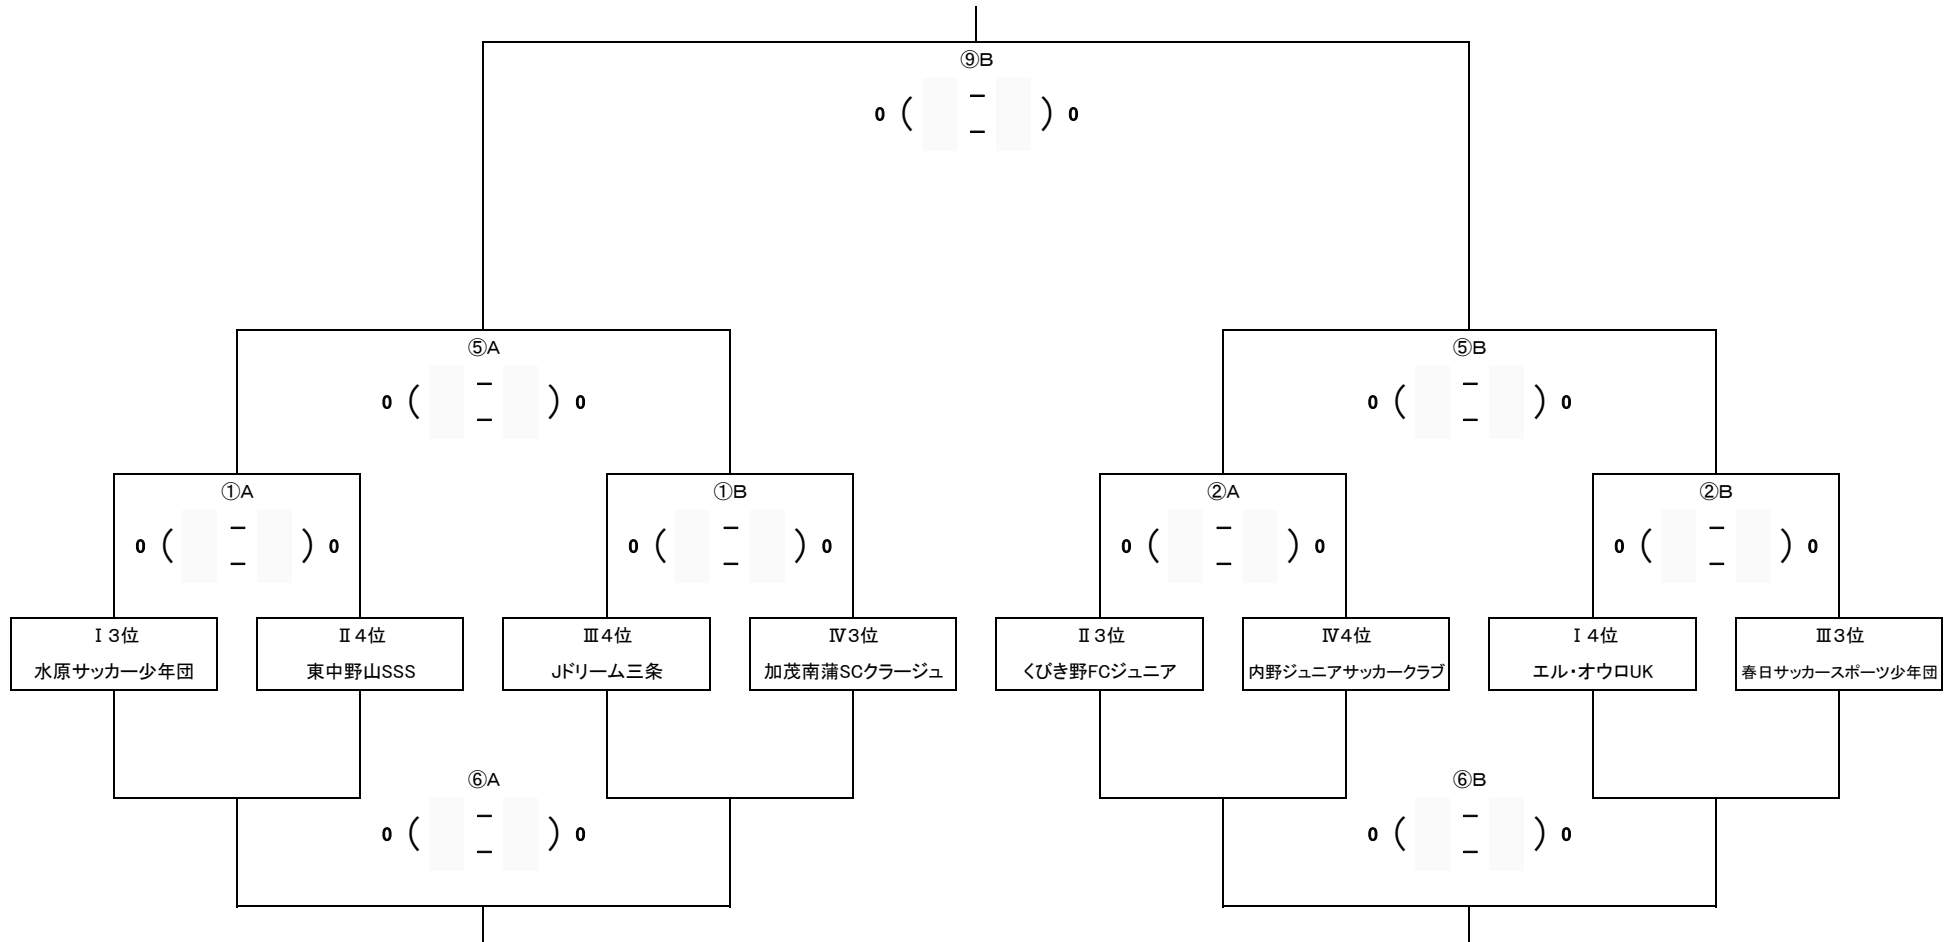 ⑨B
0 ( - ) 0
-
⑤A ⑤B
0 ( - ) 0 0 ( - ) 0
- -
①A ①B ②A ②B
0 ( - ) 0 0 ( - ) 0 0 ( - ) 0 0 ( - ) 0
- - - -
Ⅰ3位 Ⅱ4位 Ⅲ4位 Ⅳ3位 Ⅱ3位 Ⅳ4位 Ⅰ4位 Ⅲ3位
水原サッカー少年団 東中野山SSS Jドリーム三条 加茂南蒲SCクラージュ くびき野FCジュニア 内野ジュニアサッカークラブ エル・オウロUK 春日サッカースポーツ少年団
⑥A ⑥B
0 ( - ) 0 0 ( - ) 0
- -